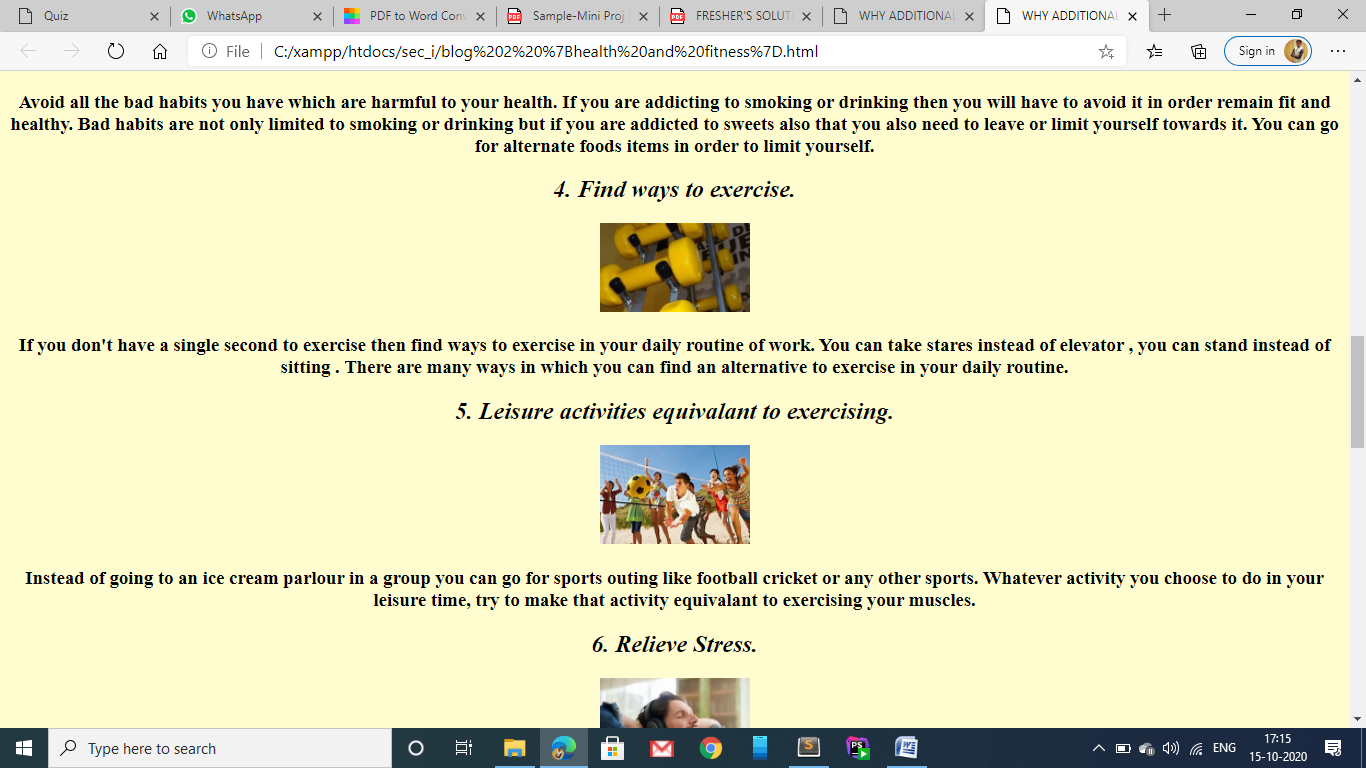 Quiz
WhatsApp
PDF to Word Con
Sample-Mini Proj
FRESHER'S SOLUT
WHY ADDITIONAL
WHY ADDITIONAL
File
C:/xampp/htdocs/sec_i/blog%202%20%7Bhealth%20and%20fitness%7D.html
Sign in
Avoid all the bad habits you have which are harmful to your health. If you are addicting to smoking or drinking then you will have to avoid it in order remain fit and
healthy. Bad habits are not only limited to smoking or drinking but if you are addicted to sweets also that you also need to leave or limit yourself towards it. You can go
for alternate foods items in order to limit yourself.
4. Find ways to exercise.
If you don't have a single second to exercise then find ways to exercise in your daily routine of work. You can take stares instead of elevator , you can stand instead of
sitting . There are many ways in which you can find an alternative to exercise in your daily routine.
5. Leisure activities equivalant to exercising.
Instead of going to an ice cream parlour in a group you can go for sports outing like football cricket or any other sports. Whatever activity you choose to do in your
leisure time, try to make that activity equivalant to exercising your muscles.
6. Relieve Stress.
Type here to search
ENG
17:15
15-10-2020